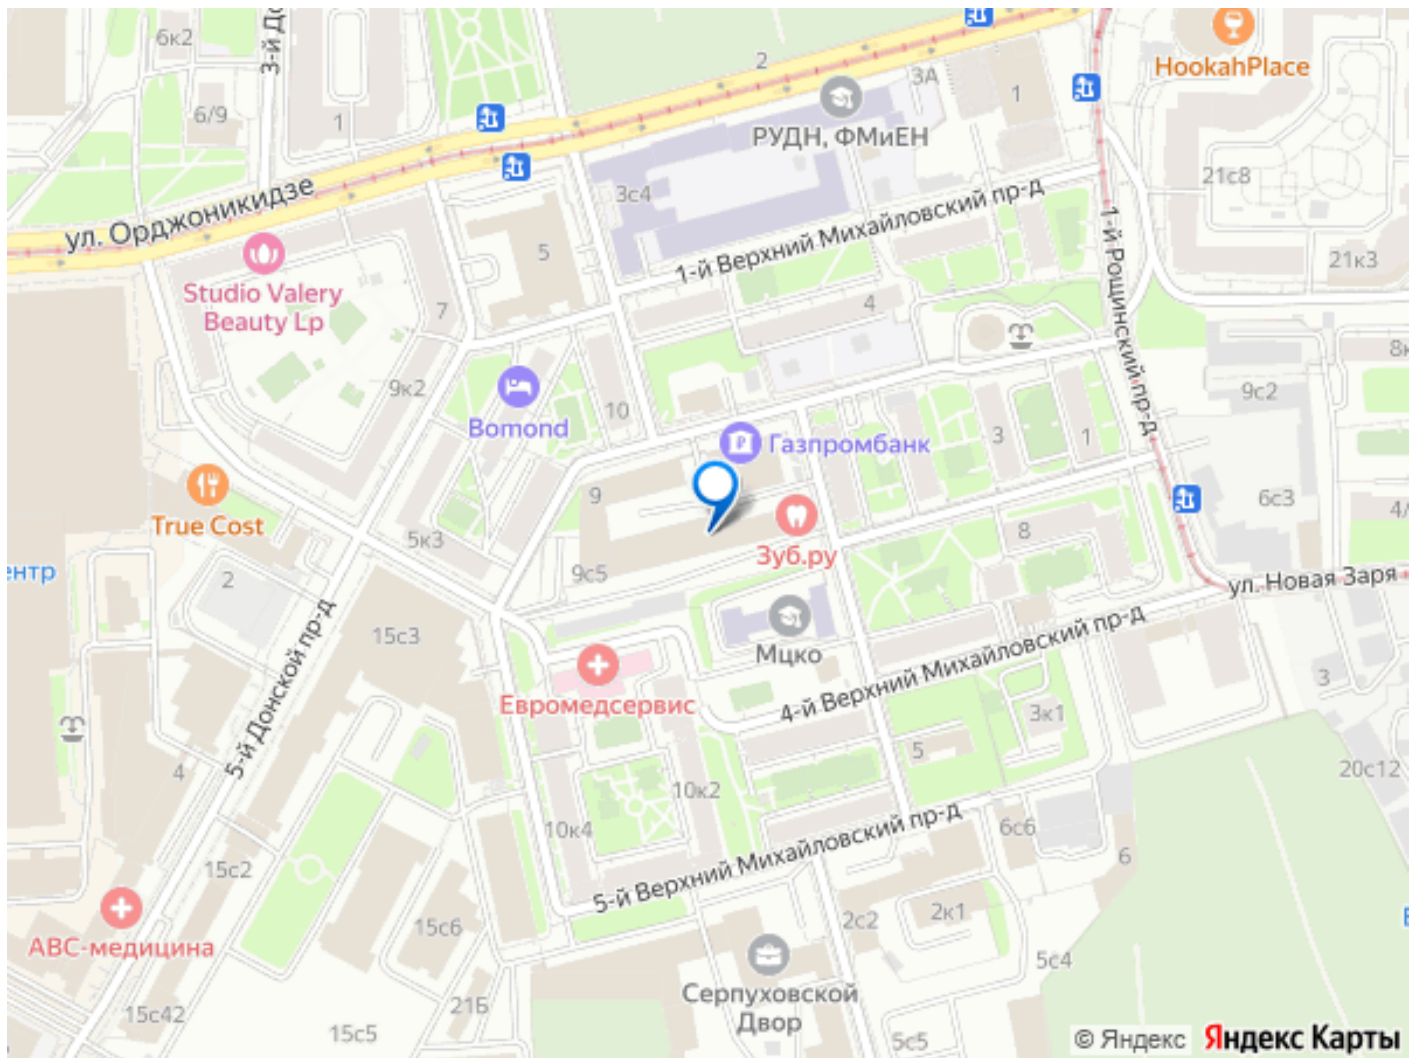 6к2
3-й До
6/9
1
2
3А
1
HookahPlace
РУДН, ФМиЕН
ул. Орджоникидзе
3с4
21с8
1-й Верхний Михайловский пр-д
1-й Рощинский пр-д
5
21к3
Studio Valery
Beauty Lp
7
4
8к
9к2
9с2
Bomond
10
Газпромбанк
3
1
True Cost
9
6с3
4/
5к3
Зуб.ру
8
ентр
2
9с5
ул. Новая Заря
15с3
Мцко
3
Евромедсервис
4-й Верхний Михайловский пр-д
3к1
5-й Донской пр-д
5
4
10к2
20с12
10к4
6с6
6
15с2
5-й Верхний Михайловский пр-д
АВС-медицина
15с6
2с2
2к1
5с4
Серпуховской
Двор
21Б
15с42
15с5
5с5
© Яндекс Яндекс Карты